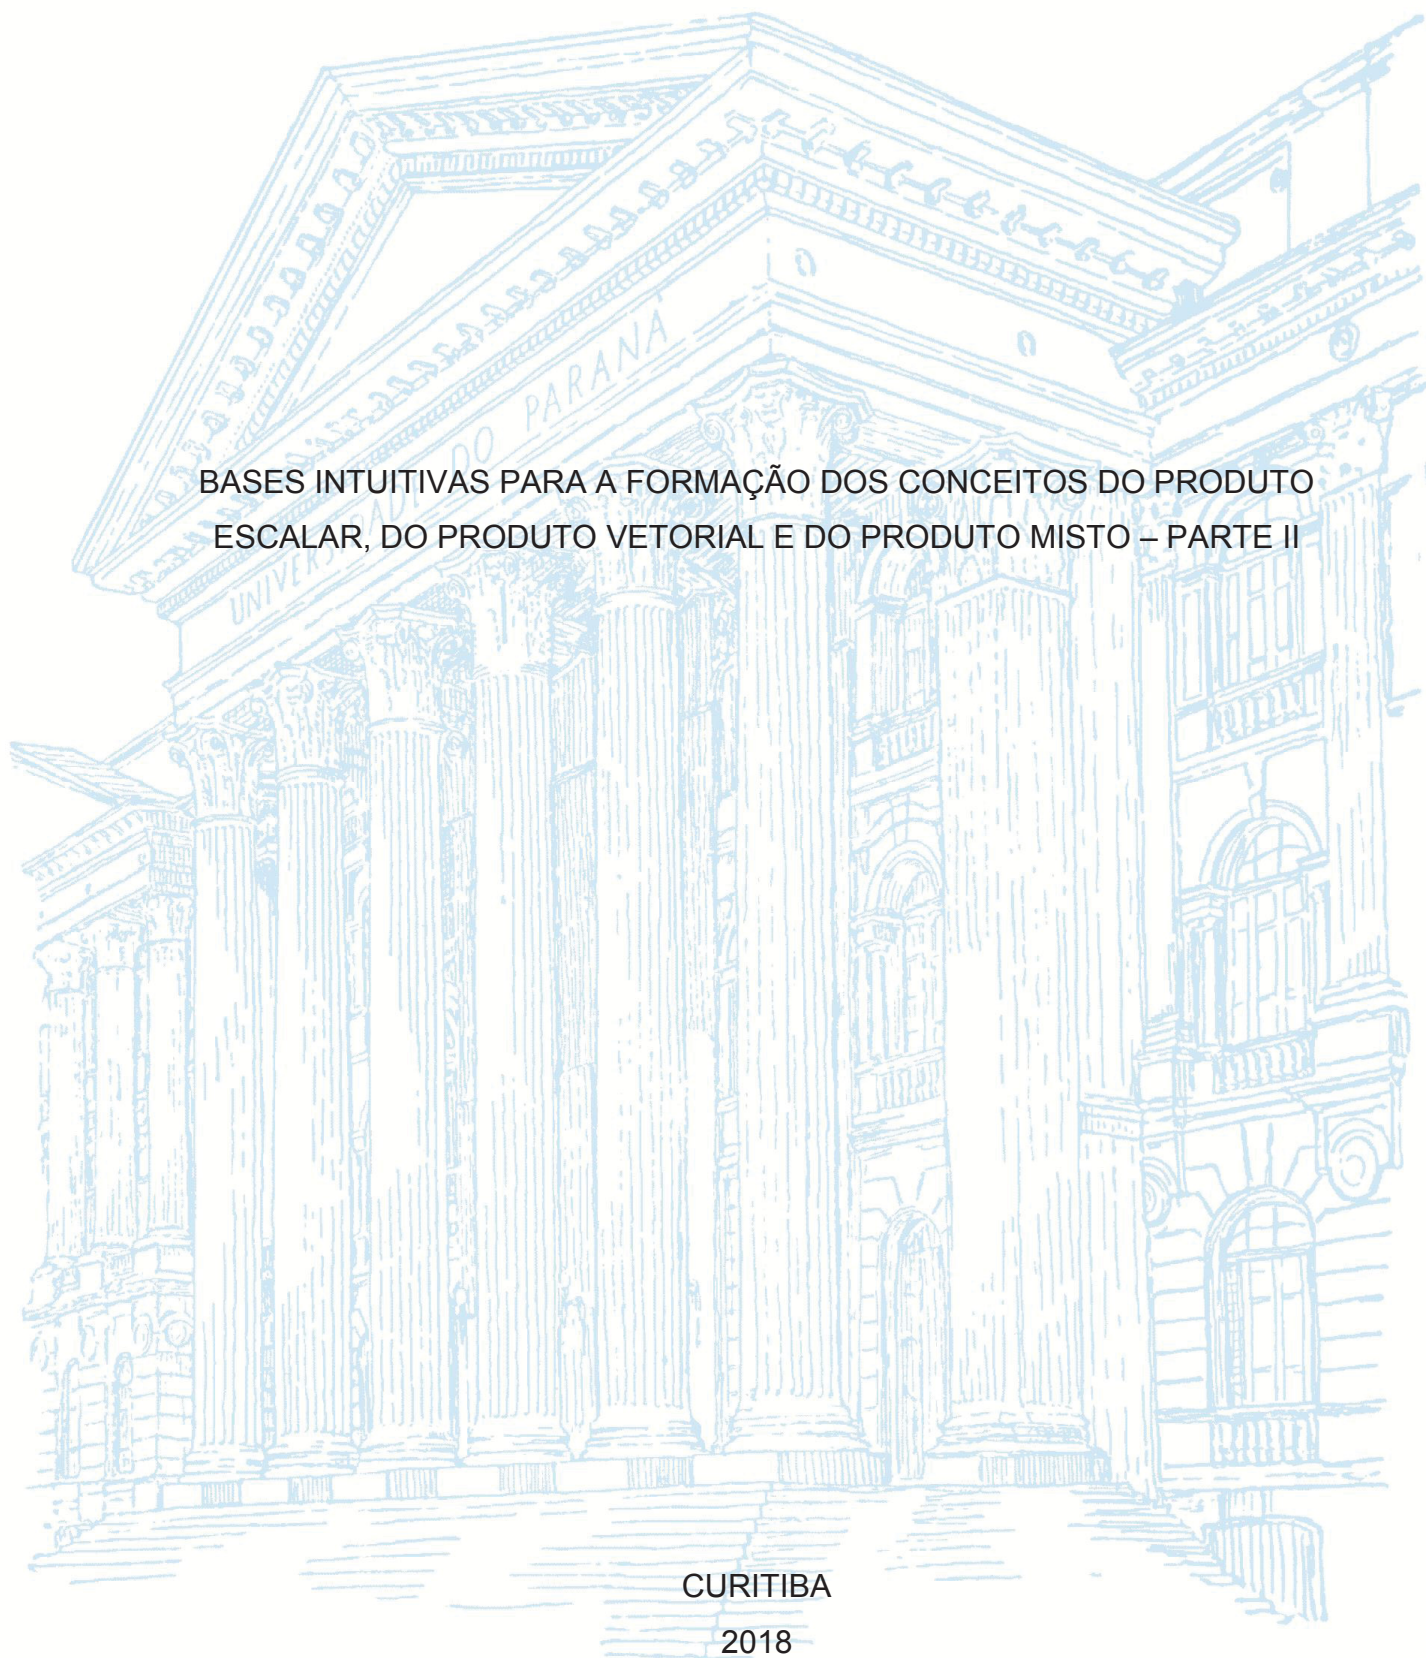 UNIVERSIDADE DO PARANÁ
BASES INTUITIVAS PARA A FORMAÇÃO DOS CONCEITOS DO PRODUTO
ESCALAR, DO PRODUTO VETORIAL E DO PRODUTO MISTO – PARTE II
CURITIBA
2018